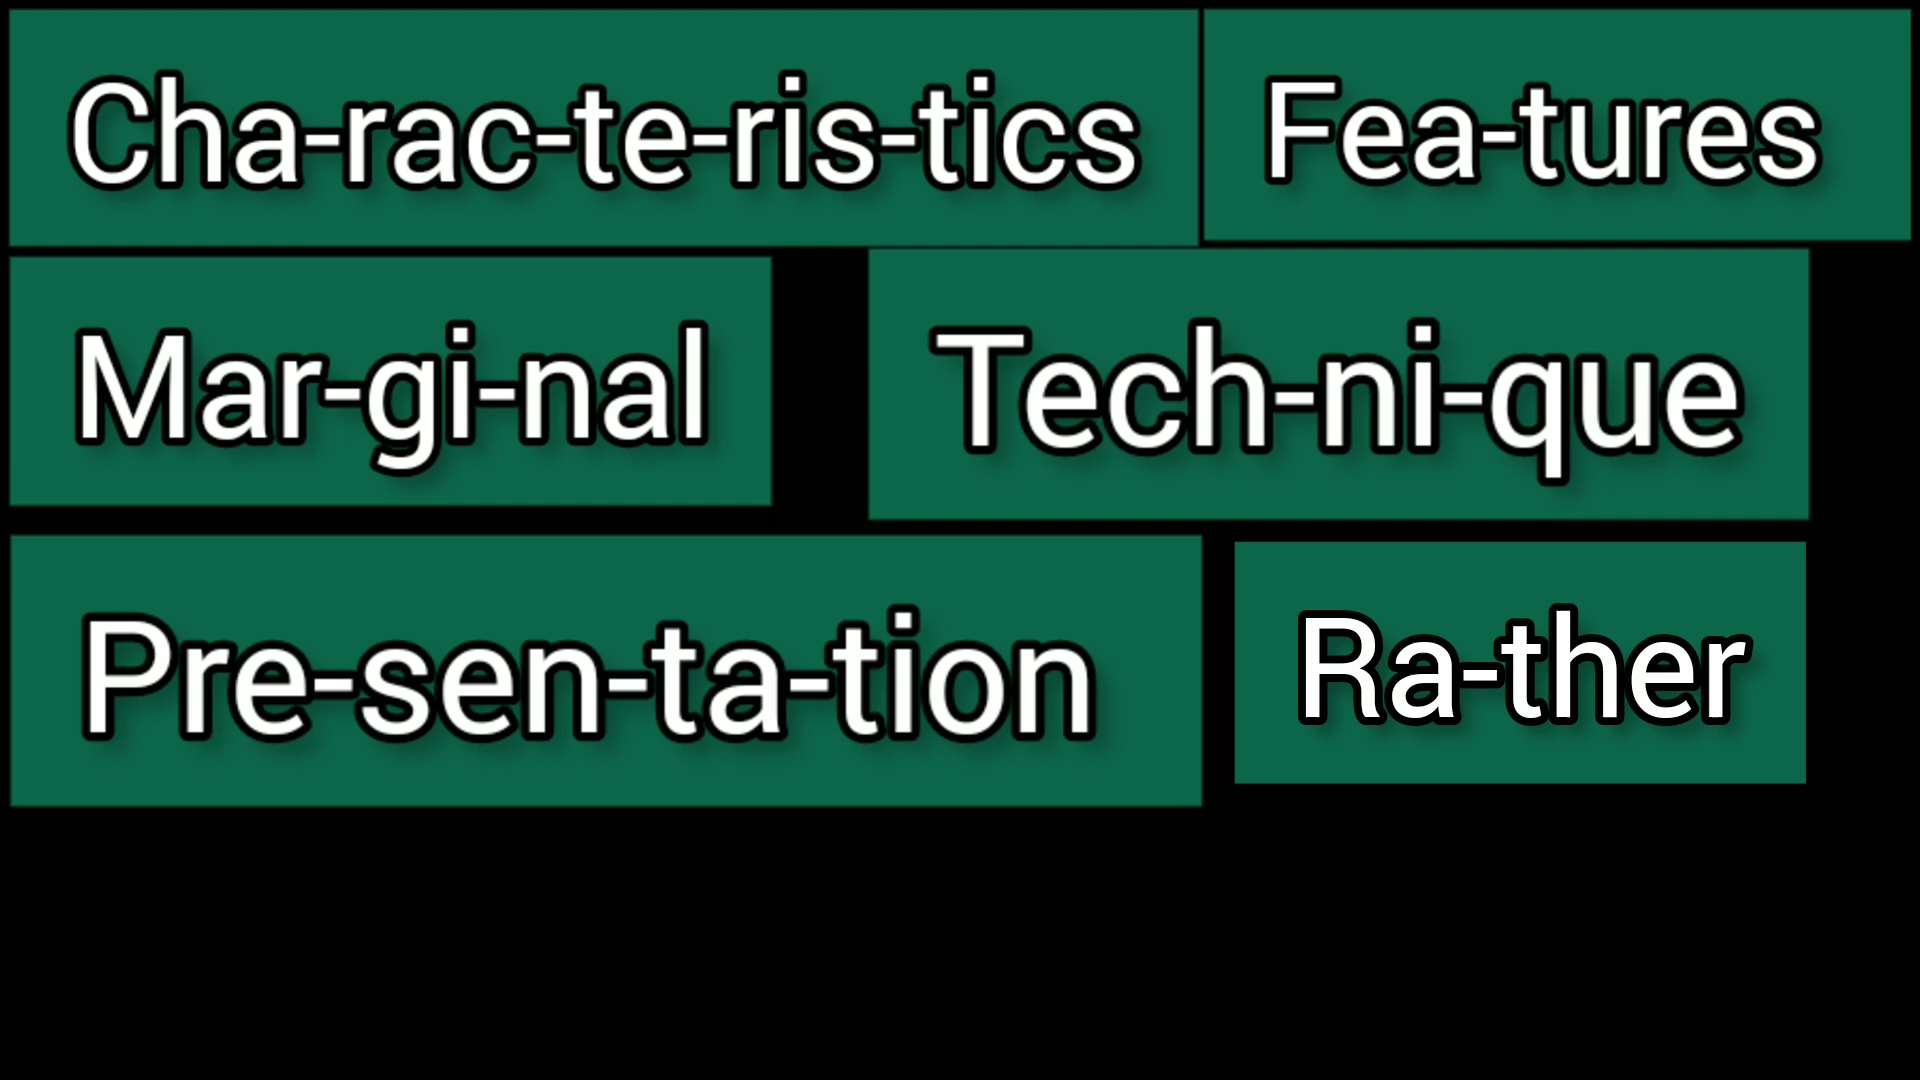 Cha-rac-te-ris-tics
Fea-tures
Mar-gi-nal
Tech-ni-que
Pre-sen-ta-tion
Ra-ther